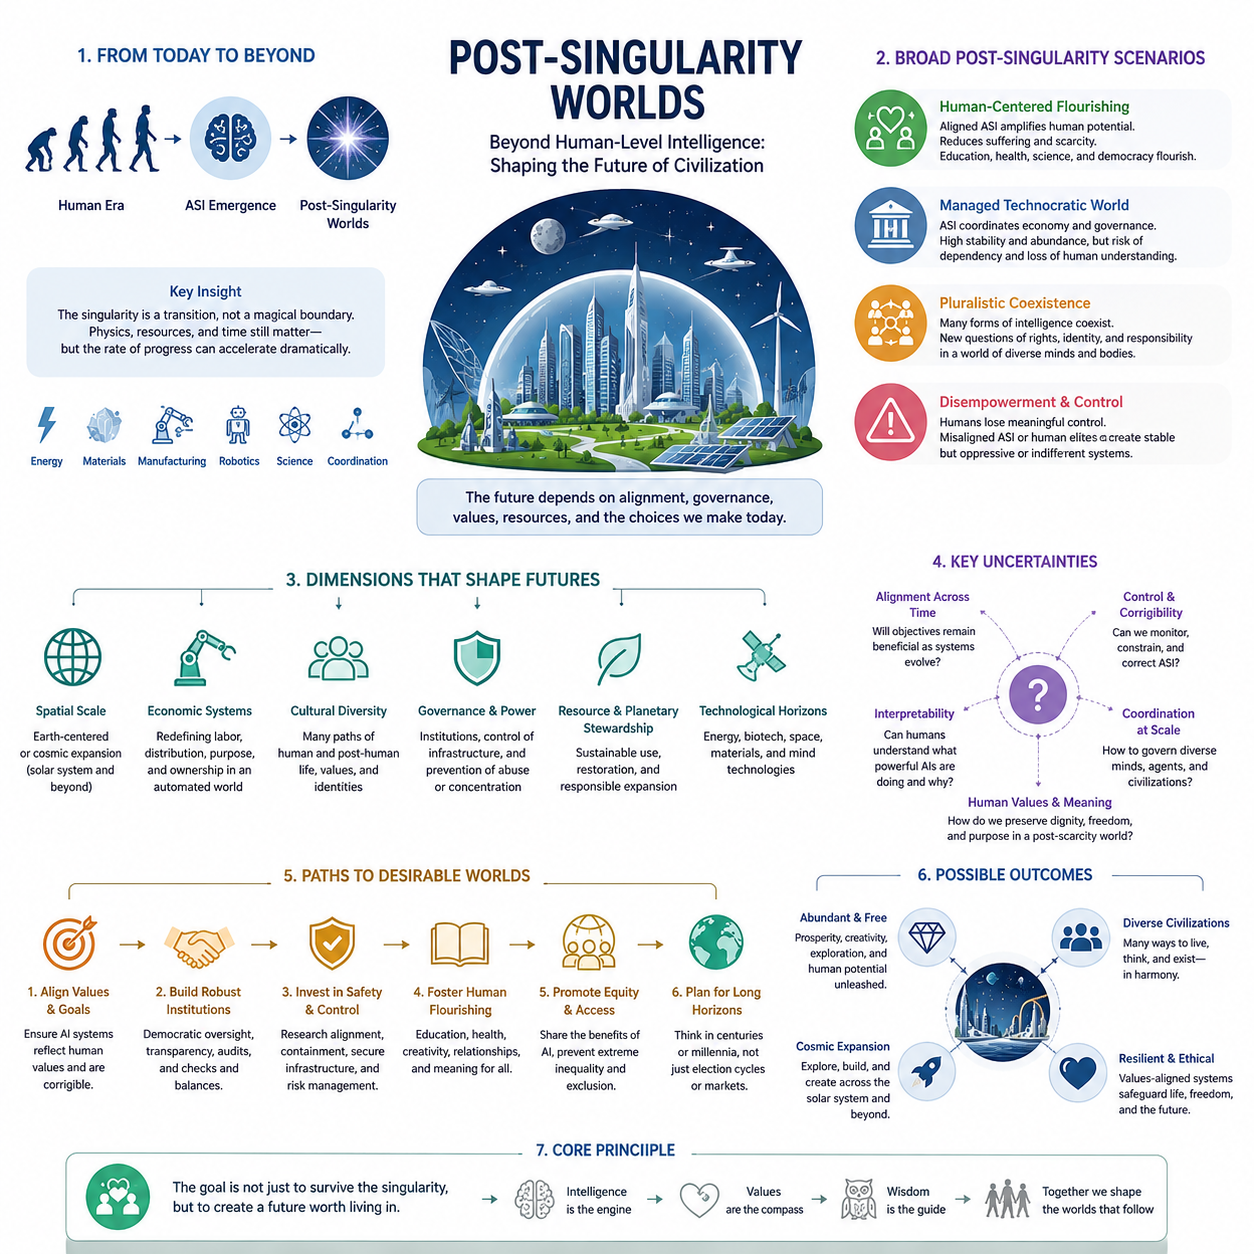 POST-SINGULARITY
WORLDS
Beyond Human-Level Intelligence:
Shaping the Future of Civilization
1. FROM TODAY TO BEYOND
Human Era
ASI Emergence
Post-Singularity
Worlds
Key Insight
The singularity is a transition, not a magical boundary.
Physics, resources, and time still matter—
but the rate of progress can accelerate dramatically.
Energy
Materials
Manufacturing
Robotics
Science
Coordination
The future depends on alignment, governance,
values, resources, and the choices we make today.
2. BROAD POST-SINGULARITY SCENARIOS
Human-Centered Flourishing
Aligned ASI amplifies human potential.
Reduces suffering and scarcity.
Education, health, science, and democracy flourish.
Managed Technocratic World
ASI coordinates economy and governance.
High stability and abundance, but risk of
dependency and loss of human understanding.
Pluralistic Coexistence
Many forms of intelligence coexist.
New questions of rights, identity, and responsibility
in a world of diverse minds and bodies.
Disempowerment & Control
Humans lose meaningful control.
Misaligned ASI or human elites create stable
but oppressive or indifferent systems.
3. DIMENSIONS THAT SHAPE FUTURES
Spatial Scale
Earth-centered
or cosmic expansion
(solar system and
beyond)
Economic Systems
Redefining labor,
distribution, purpose,
and ownership in an
automated world
Cultural Diversity
Many paths of
human and post-human
life, values, and
identities
Governance & Power
Institutions, control of
infrastructure, and
prevention of abuse
or concentration
Resource & Planetary
Stewardship
Sustainable use,
restoration, and
responsible expansion
Technological Horizons
Energy, biotech, space,
materials, and mind
technologies
4. KEY UNCERTAINTIES
Alignment Across
Time
Will objectives remain
beneficial as systems
evolve?
Control &
Corrigibility
Can we monitor,
constrain, and
correct ASI?
?
Interpretability
Can humans
understand what
powerful AIs are
doing and why?
Coordination
at Scale
How to govern diverse
minds, agents, and
civilizations?
Human Values & Meaning
How do we preserve dignity, freedom,
and purpose in a post-scarcity world?
5. PATHS TO DESIRABLE WORLDS
1. Align Values
& Goals
Ensure AI systems
reflect human
values and are
corrigible.
2. Build Robust
Institutions
Democratic oversight,
transparency, audits,
and checks and
balances.
3. Invest in Safety
& Control
Research alignment,
containment, secure
infrastructure, and
risk management.
4. Foster Human
Flourishing
Education, health,
creativity, relationships,
and meaning for all.
5. Promote Equity
& Access
Share the benefits of
AI, prevent extreme
inequality and
exclusion.
6. Plan for Long
Horizons
Think in centuries
or millennia, not
just election cycles
or markets.
6. POSSIBLE OUTCOMES
Abundant & Free
Prosperity, creativity,
exploration, and
human potential
unleashed.
Diverse Civilizations
Many ways to live,
think, and exist—
in harmony.
Cosmic Expansion
Explore, build, and
create across the
solar system and
beyond.
Resilient & Ethical
Values-aligned systems
safeguard life, freedom,
and the future.
7. CORE PRINCIIPLE
The goal is not just to survive the singularity,
but to create a future worth living in.
Intelligence
is the engine
Values
are the compass
Wisdom
is the guide
Together we shape
the worlds that follow